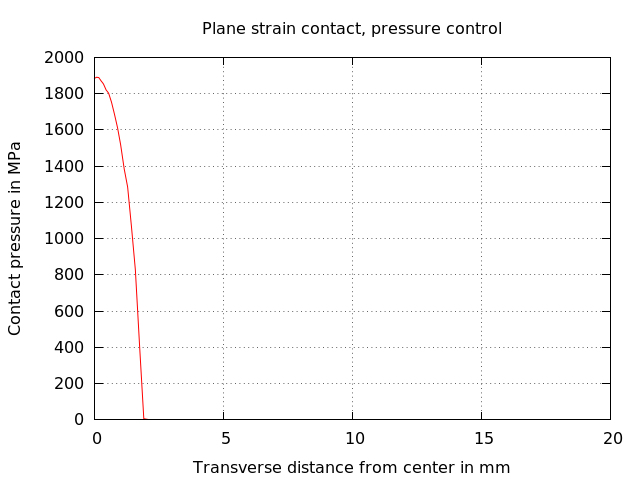 Plane strain contact, pressure control
2000
1800
1600
1400
1200
1000
800
600
400
200
0
0 5 10 15 20
Contact pressure in MPa
Transverse distance from center in mm